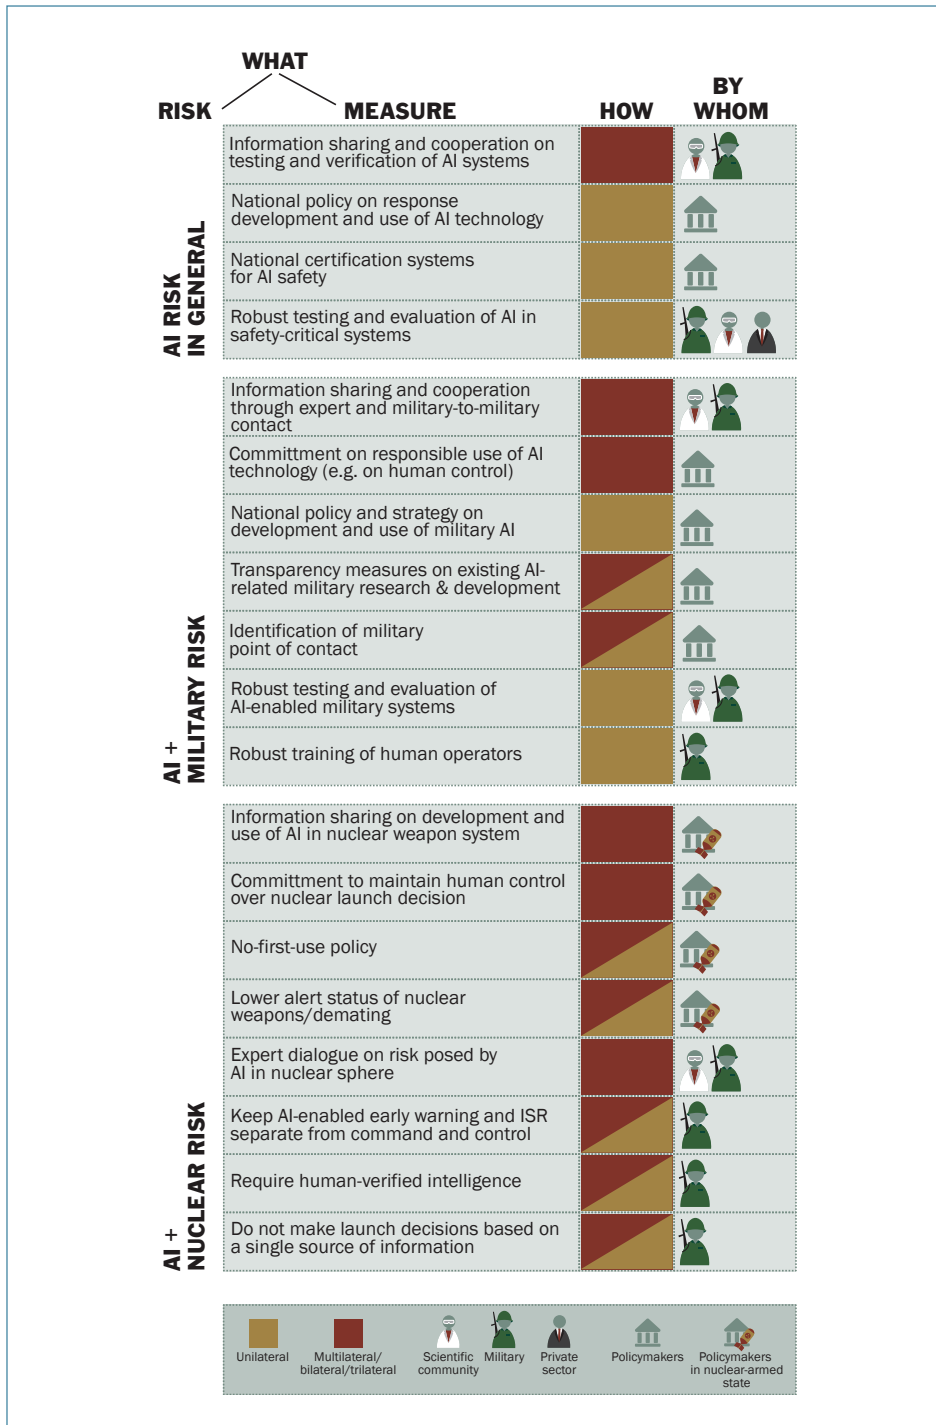 WHAT
RISK
MEASURE
HOW
BY
WHOM
AI RISK
IN GENERAL
Information sharing and cooperation on
testing and verification of AI systems
National policy on response
development and use of AI technology
National certification systems
for AI safety
Robust testing and evaluation of AI in
safety-critical systems
AI +
MILITARY RISK
Information sharing and cooperation
through expert and military-to-military
contact
Committment on responsible use of AI
technology (e.g. on human control)
National policy and strategy on
development and use of military AI
Transparency measures on existing AI-
related military research & development
Identification of military
point of contact
Robust testing and evaluation of
AI-enabled military systems
Robust training of human operators
AI +
NUCLEAR RISK
Information sharing on development and
use of AI in nuclear weapon system
Committment to maintain human control
over nuclear launch decision
No-first-use policy
Lower alert status of nuclear
weapons/demating
Expert dialogue on risk posed by
AI in nuclear sphere
Keep AI-enabled early warning and ISR
separate from command and control
Require human-verified intelligence
Do not make launch decisions based on
a single source of information
Unilateral
Multilateral/
bilateral/trilateral
Scientific
community
Military
Private
sector
Policymakers
Policymakers
in nuclear-armed
state